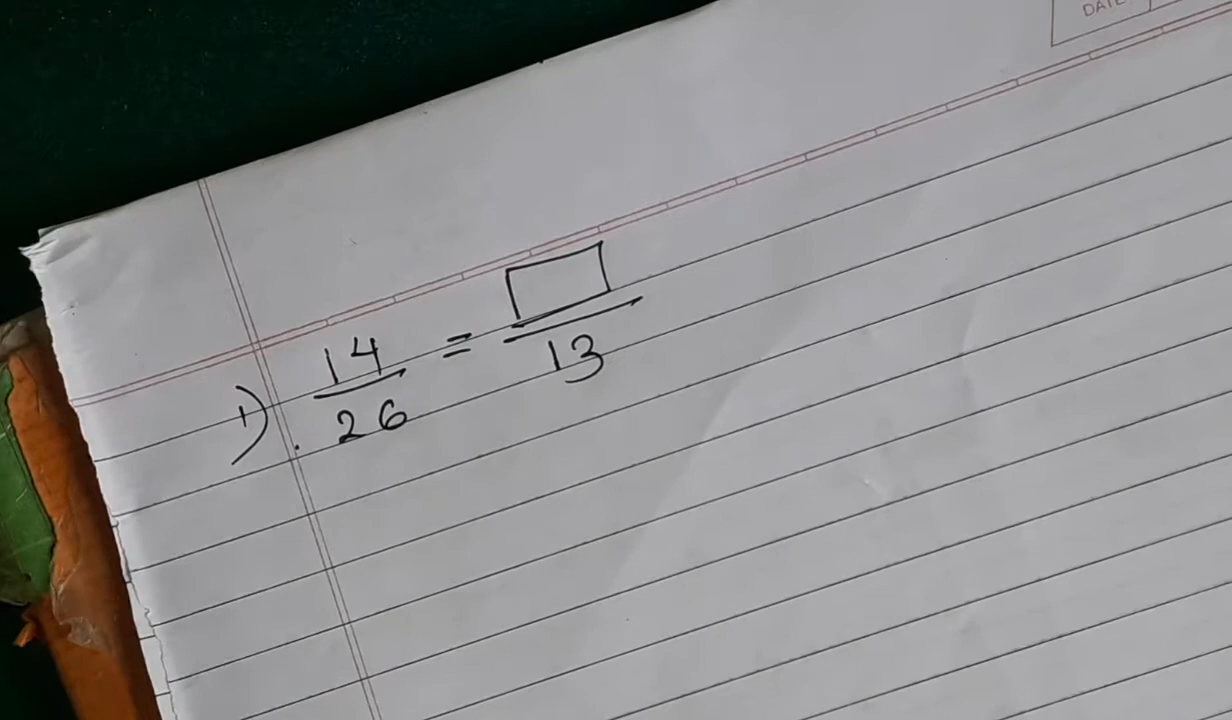 DATE
1). 14/26 = □/13